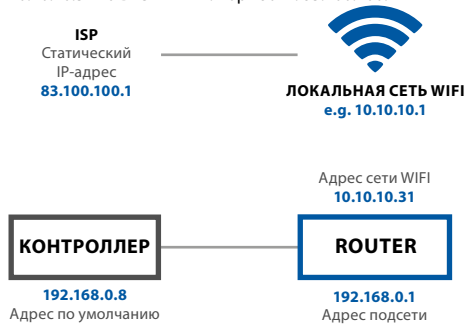 ISP
Статический
IP-адрес
83.100.100.1
ЛОКАЛЬНАЯ СЕТЬ WIFI
e.g. 10.10.10.1
Адрес сети WIFI
10.10.10.31
КОНТРОЛЛЕР
ROUTER
192.168.0.8
Адрес по умолчанию
192.168.0.1
Адрес подсети